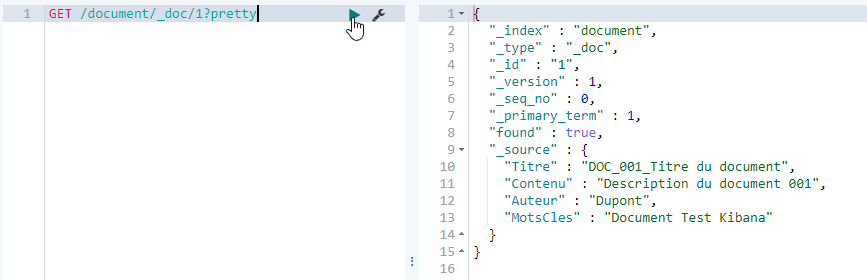 1 GET /document/_doc/1?pretty
1 {
2 "_index" : "document",
3 "_type" : "_doc",
4 "_id" : "1",
5 "_version" : 1,
6 "_seq_no" : 0,
7 "_primary_term" : 1,
8 "found" : true,
9 "_source" : {
10 "Titre" : "DOC_001_Titre du document",
11 "Contenu" : "Description du document 001",
12 "Auteur" : "Dupont",
13 "MotsCles" : "Document Test Kibana"
14 }
15 }
16